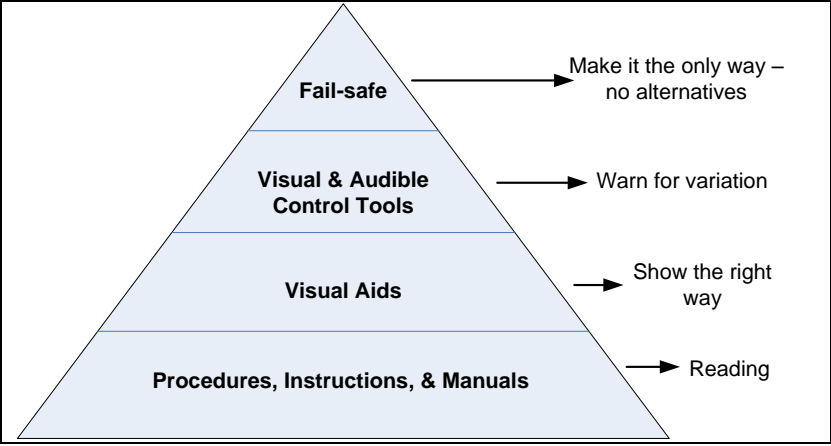 Fail-safe
Make it the only way –
no alternatives
Visual & Audible
Control Tools
Warn for variation
Visual Aids
Show the right
way
Procedures, Instructions, & Manuals
Reading